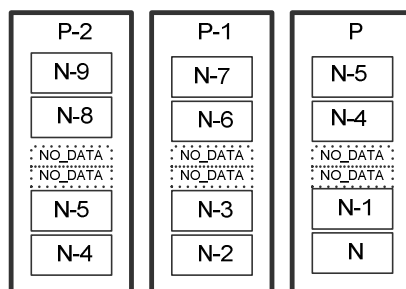 P-2
N-9
N-8
NO_DATA
NO_DATA
N-5
N-4
P-1
N-7
N-6
NO_DATA
NO_DATA
N-3
N-2
P
N-5
N-4
NO_DATA
NO_DATA
N-1
N